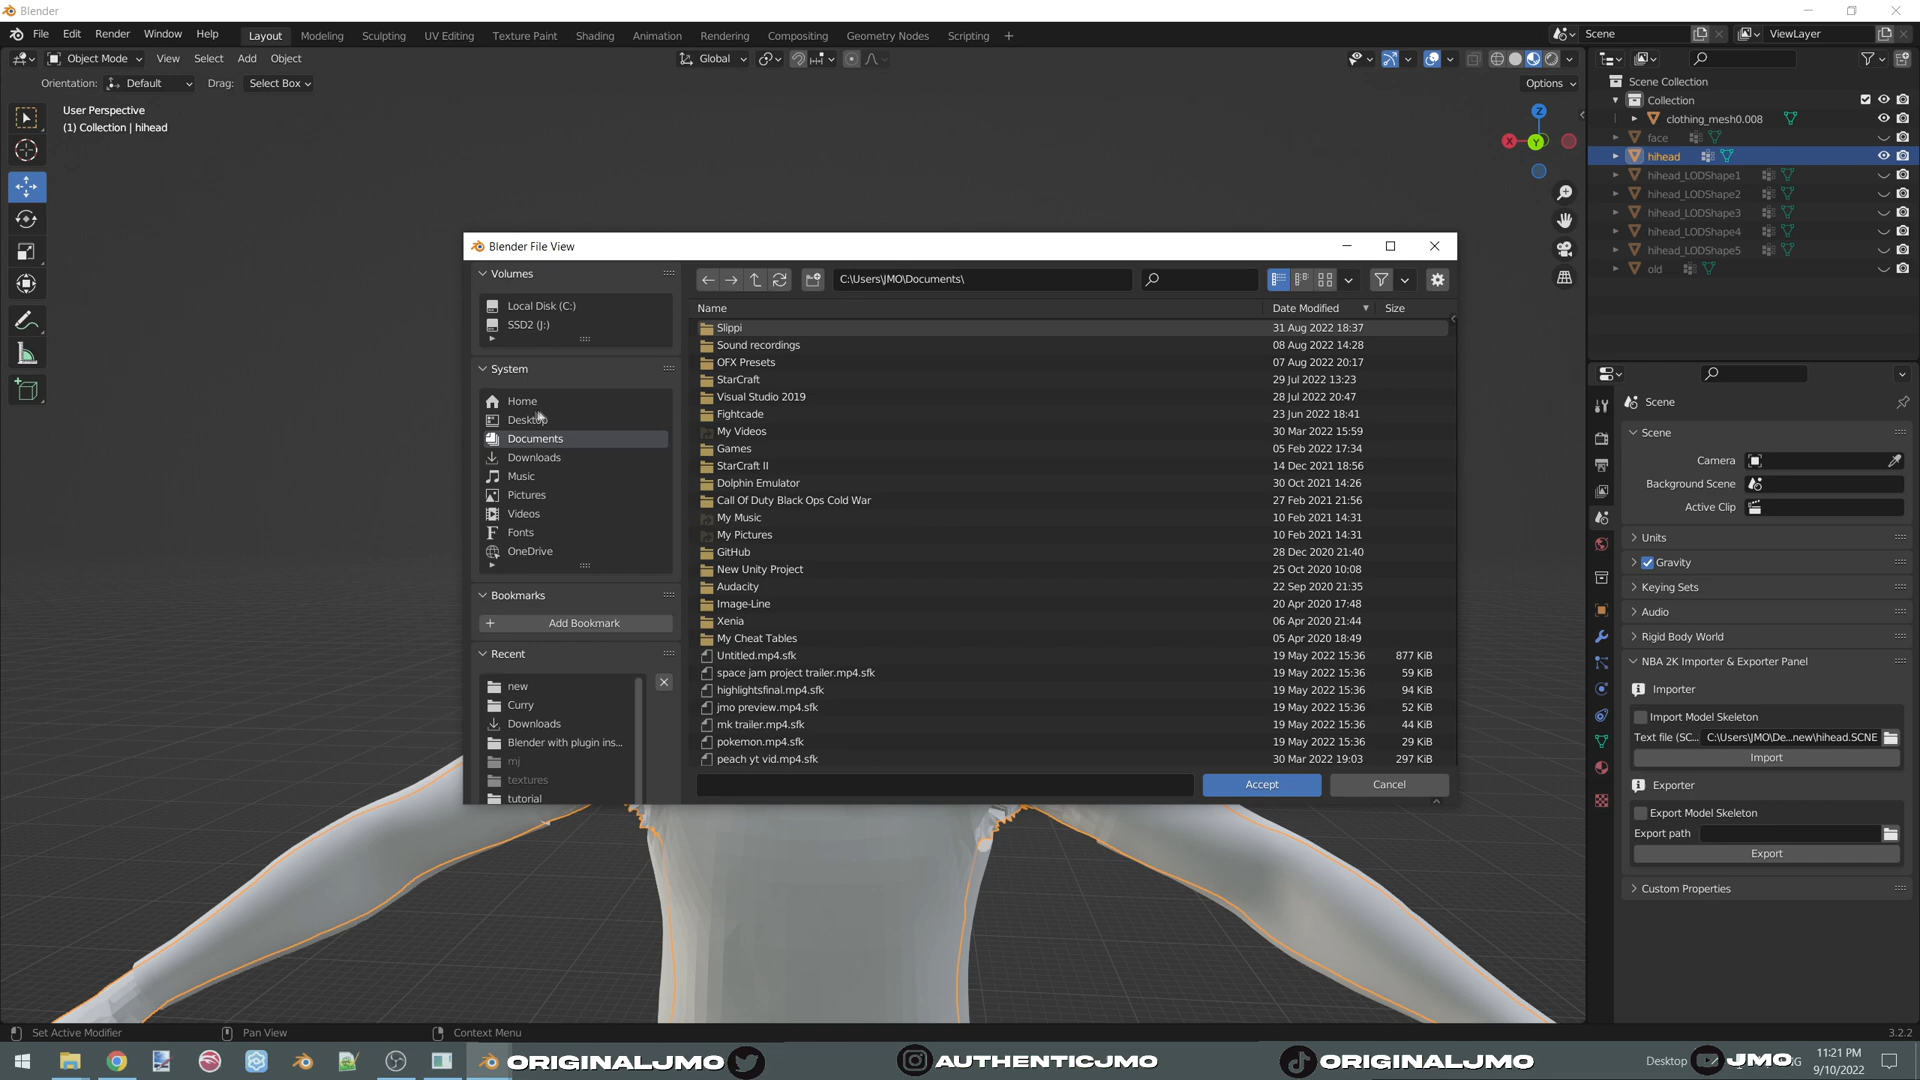 Blender
File Edit Render Window Help Layout Modeling Sculpting UV Editing Texture Paint Shading Animation Rendering Compositing Geometry Nodes Scripting + Scene ViewLayer
Object Mode View Select Add Object Global
Orientation: Default Drag: Select Box Options
User Perspective
(1) Collection | hihead
Z
X
Y
Scene Collection
Collection
clothing_mesh0.008
face
hihead
hihead_LODShape1
hihead_LODShape2
hihead_LODShape3
hihead_LODShape4
hihead_LODShape5
old
Blender File View
Volumes
Local Disk (C:)
SSD2 (J:)
System
Home
Desktop
Documents
Downloads
Music
Pictures
Videos
Fonts
OneDrive
Bookmarks
+ Add Bookmark
Recent
new
Curry
Downloads
Blender with plugin ins...
mj
textures
tutorial
C:\Users\JMO\Documents\
Name Date Modified Size
Slippi 31 Aug 2022 18:37
Sound recordings 08 Aug 2022 14:28
OFX Presets 07 Aug 2022 20:17
StarCraft 29 Jul 2022 13:23
Visual Studio 2019 28 Jul 2022 20:47
Fightcade 23 Jun 2022 18:41
My Videos 30 Mar 2022 15:59
Games 05 Feb 2022 17:34
StarCraft II 14 Dec 2021 18:56
Dolphin Emulator 30 Oct 2021 14:26
Call Of Duty Black Ops Cold War 27 Feb 2021 21:56
My Music 10 Feb 2021 14:31
My Pictures 10 Feb 2021 14:31
GitHub 28 Dec 2020 21:40
New Unity Project 25 Oct 2020 10:08
Audacity 22 Sep 2020 21:35
Image-Line 20 Apr 2020 17:48
Xenia 06 Apr 2020 21:44
My Cheat Tables 05 Apr 2020 18:49
Untitled.mp4.sfk 19 May 2022 15:36 877 KiB
space jam project trailer.mp4.sfk 19 May 2022 15:36 59 KiB
highlightsfinal.mp4.sfk 19 May 2022 15:36 94 KiB
jmo preview.mp4.sfk 19 May 2022 15:36 52 KiB
mk trailer.mp4.sfk 19 May 2022 15:36 44 KiB
pokemon.mp4.sfk 19 May 2022 15:36 29 KiB
peach yt vid.mp4.sfk 30 Mar 2022 19:03 297 KiB
Accept Cancel
Scene
Scene
Camera
Background Scene
Active Clip
Units
Gravity
Keying Sets
Audio
Rigid Body World
NBA 2K Importer & Exporter Panel
Importer
Import Model Skeleton
Text file (SC... C:\Users\JMO\De...new\hihead.SCNE
Import
Exporter
Export Model Skeleton
Export path
Export
Custom Properties
Set Active Modifier Pan View Context Menu 3.2.2
ORIGINALJMO AUTHENTICJMO ORIGINALJMO Desktop JMO 11:21 PM
9/10/2022